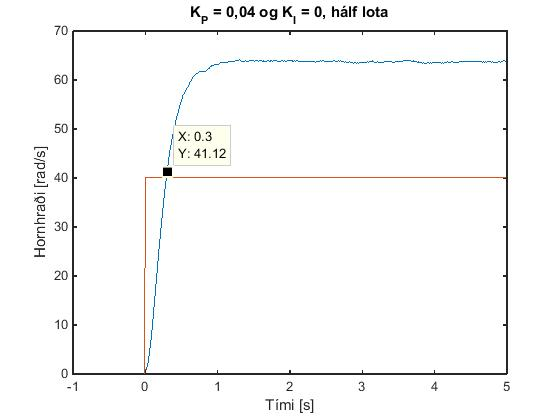 K_P = 0,04 og K_I = 0, hálf lota
70
60
50
40
30
20
10
0
Hornhraði [rad/s]
X: 0.3
Y: 41.12
-1 0 1 2 3 4 5
Tími [s]